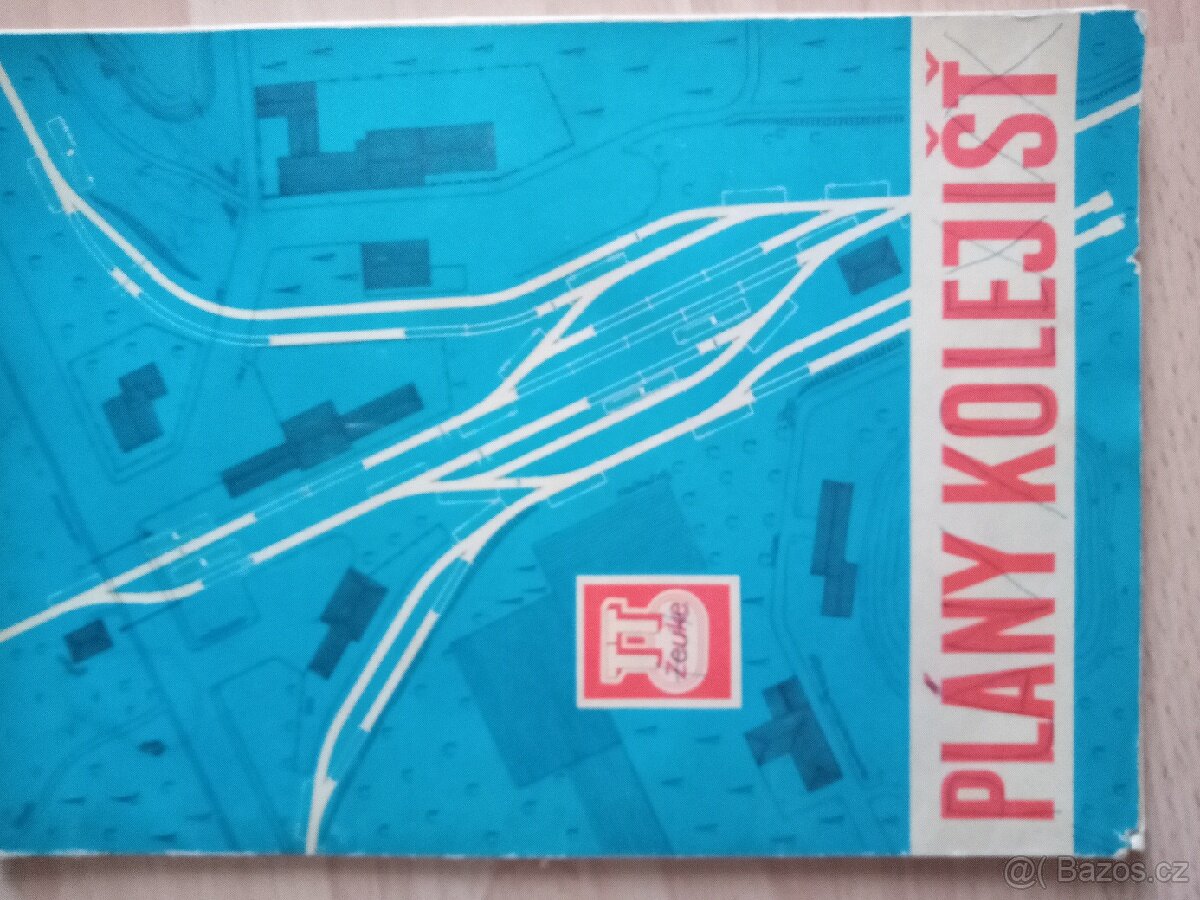 PLÁNY KOLEJIŠŤ
TT
zeuke
@( Bazos.cz